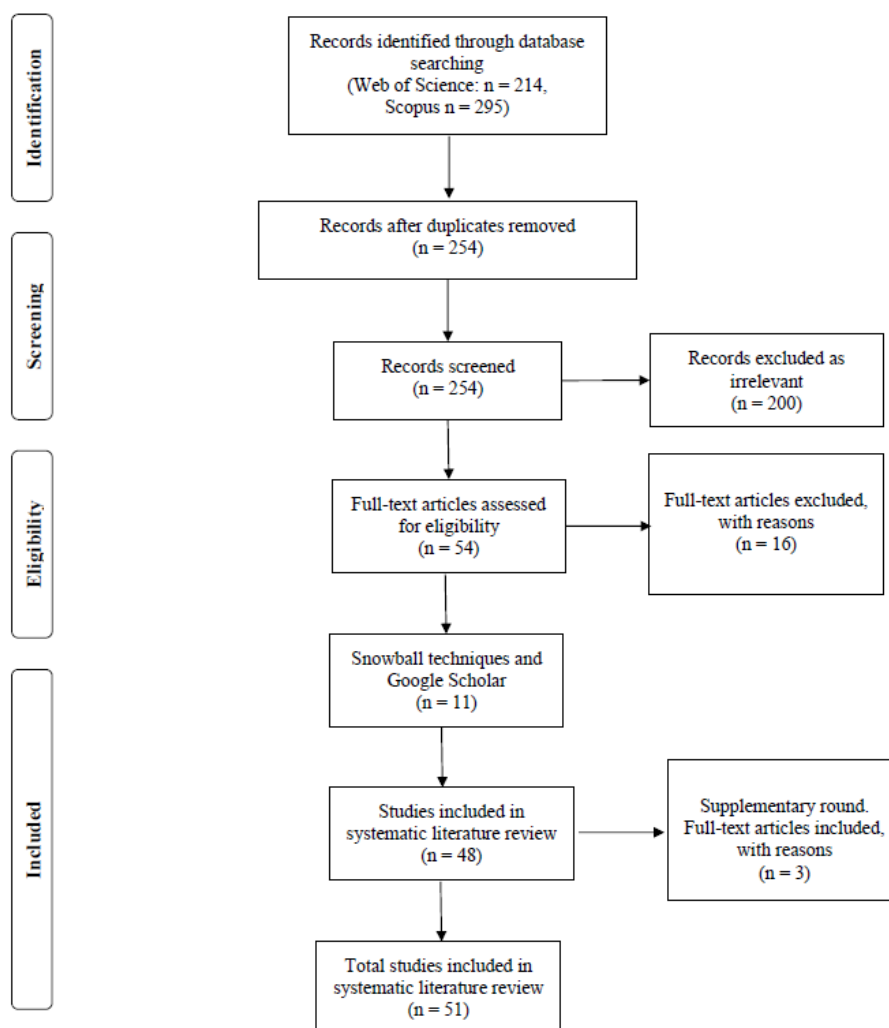 Identification
Records identified through database
searching
(Web of Science: n = 214,
Scopus n = 295)
Records after duplicates removed
(n = 254)
Screening
Records screened
(n = 254)
Records excluded as
irrelevant
(n = 200)
Eligibility
Full-text articles assessed
for eligibility
(n = 54)
Full-text articles excluded,
with reasons
(n = 16)
Snowball techniques and
Google Scholar
(n = 11)
Included
Studies included in
systematic literature review
(n = 48)
Supplementary round.
Full-text articles included,
with reasons
(n = 3)
Total studies included in
systematic literature review
(n = 51)